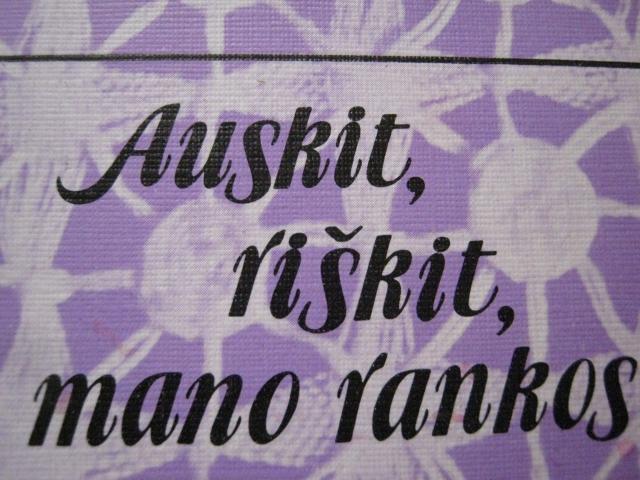 Auskit,
riškit,
mano rankos